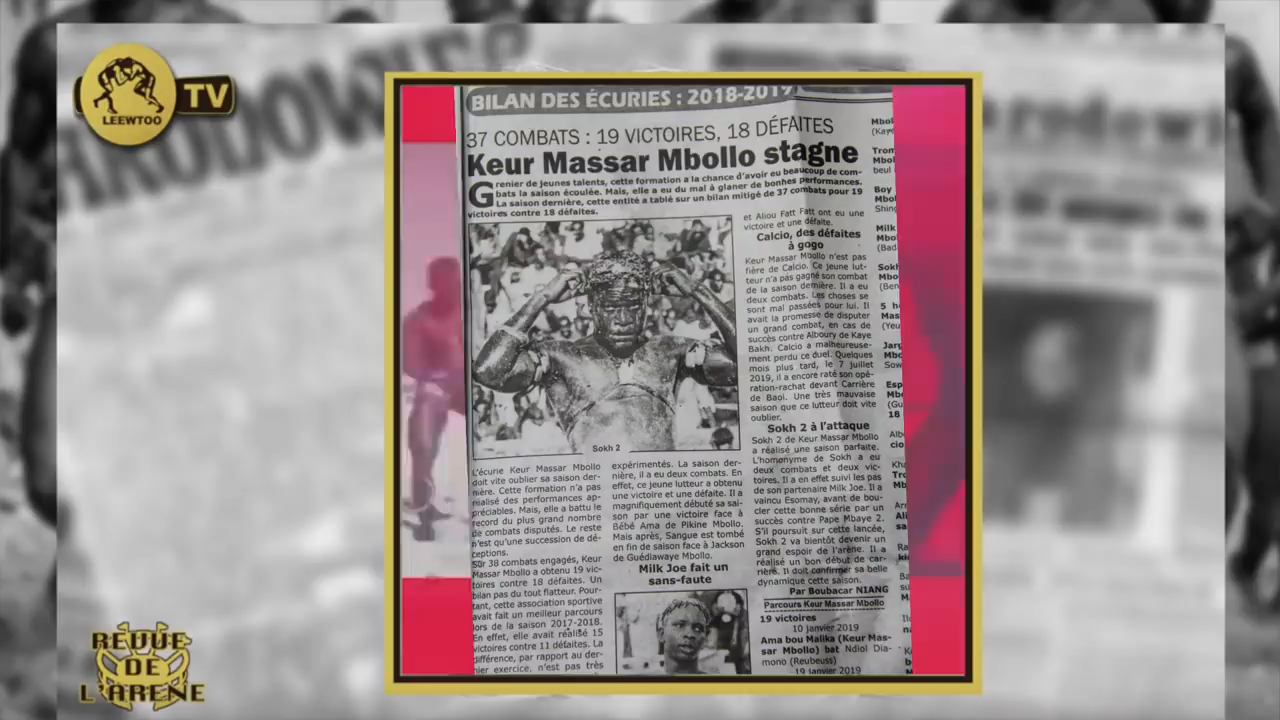 LEEWTOO
TV
BILAN DES ÉCURIES : 2018-2019
37 COMBATS : 19 VICTOIRES, 18 DÉFAITES
Keur Massar Mbollo stagne
Grenier de jeunes talents, cette formation a la chance d'avoir eu beaucoup de com-
bats la saison écoulée. Mais, elle a eu du mal à glaner de bonhes performances.
La saison dernière, cette entité a tablé sur un bilan mitigé de 37 combats pour 19
victoires contre 18 défaites.
Sokh 2
L'écurie Keur Massar Mbollo
doit vite oublier sa saison der-
nière. Cette formation n'a pas
réalisé des performances ap-
préciables. Mais, elle a battu le
record du plus grand nombre
de combats disputés. Le reste
n'est qu'une succession de dé-
ceptions.
Sur 38 combats engagés, Keur
Massar Mbollo a obtenu 19 vic-
toires contre 18 défaites. Un
bilan pas du tout flatteur. Pour-
tant, cette association sportive
avait fait un meilleur parcours
lors de la saison 2017-2018.
En effet, elle avait réalisé 15
victoires contre 11 défaites. La
différence, par rapport au der-
nier exercice, n'est pas très
expérimentés. La saison der-
nière, il a eu deux combats. En
effet, ce jeune lutteur a obtenu
une victoire et une défaite. Il a
magnifiquement débuté sa sai-
son par une victoire face à
Bébé Ama de Pikine Mbollo.
Mais après, Sangue est tombé
en fin de saison face à Jackson
de Guédiawaye Mbollo.
Milk Joe fait un
sans-faute
et Aliou Fatt Fatt ont eu une
victoire et une défaite.
Calcio, des défaites
à gogo
Keur Massar Mbollo n'est pas
fière de Calcio. Ce jeune lut-
teur n'a pas gagné son combat
de la saison dernière. Il a eu
deux combats. Les choses se
sont mal passées pour lui. Il
avait la promesse de disputer
un grand combat, en cas de
succès contre Alboury de Kaye
Bakh. Calcio a malheureuse-
ment perdu ce duel. Quelques
mois plus tard, le 7 juillet
2019, il a encore raté son opé-
ration-rachat devant Carrière
de Baol. Une très mauvaise
saison que ce lutteur doit vite
oublier.
Sokh 2 à l'attaque
Sokh 2 de Keur Massar Mbollo
a réalisé une saison parfaite.
L'homonyme de Sokh a eu
deux combats et deux vic-
toires. Il a en effet suivi les pas
de son partenaire Milk Joe. Il a
vaincu Esomay, avant de bou-
cler cette bonne série par un
succès contre Pape Mbaye 2.
S'il poursuit sur cette lancée,
Sokh 2 va bientôt devenir un
grand espoir de l'arène. Il a
réalisé un bon début de car-
rière. Il doit confirmer sa belle
dynamique cette saison.
Par Boubacar NIANG
Parcours Keur Massar Mbollo
19 victoires
10 janvier 2019
Ama bou Malika (Keur Mas-
sar Mbollo) bat Ndiol Dia-
mono (Reubeuss)
19 janvier 2019
REVUE
DE
L'ARENE